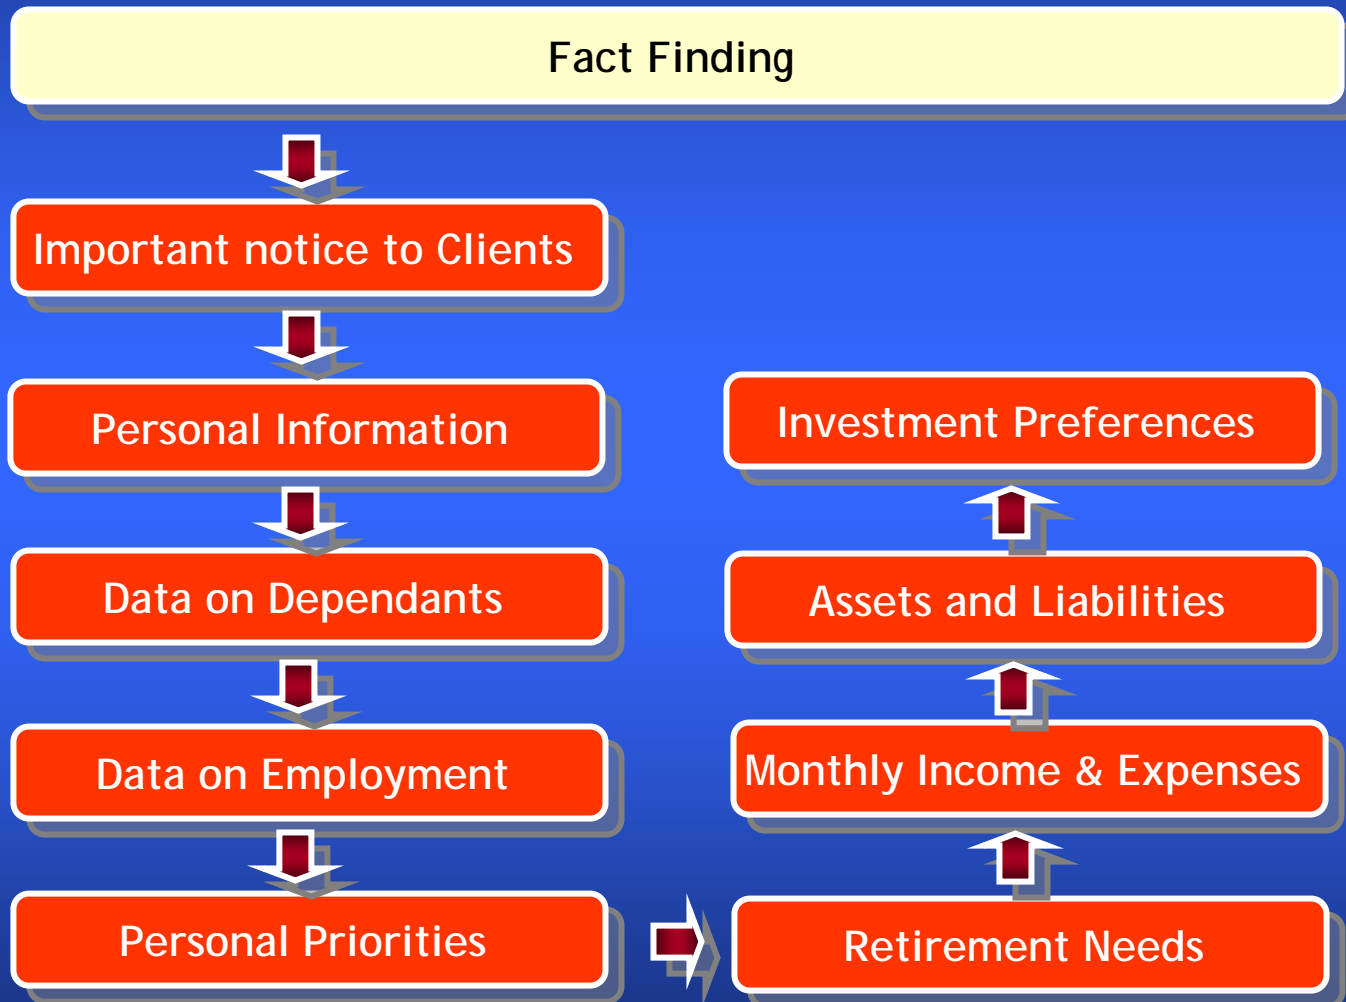 Fact Finding
Important notice to Clients
Personal Information
Data on Dependants
Data on Employment
Personal Priorities
Retirement Needs
Monthly Income & Expenses
Assets and Liabilities
Investment Preferences